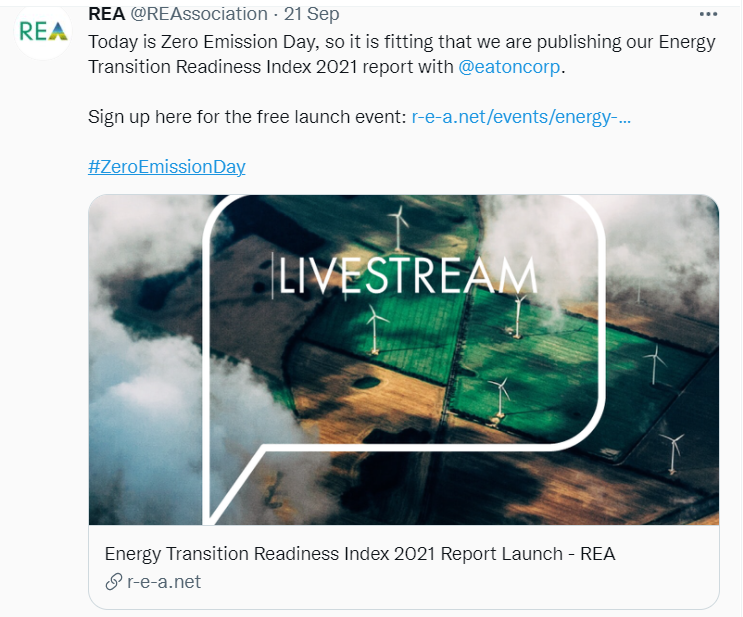 REA
REA @REAssociation · 21 Sep
Today is Zero Emission Day, so it is fitting that we are publishing our Energy
Transition Readiness Index 2021 report with @eatoncorp.
Sign up here for the free launch event: r-e-a.net/events/energy-...
#ZeroEmissionDay
LIVESTREAM
Energy Transition Readiness Index 2021 Report Launch - REA
r-e-a.net